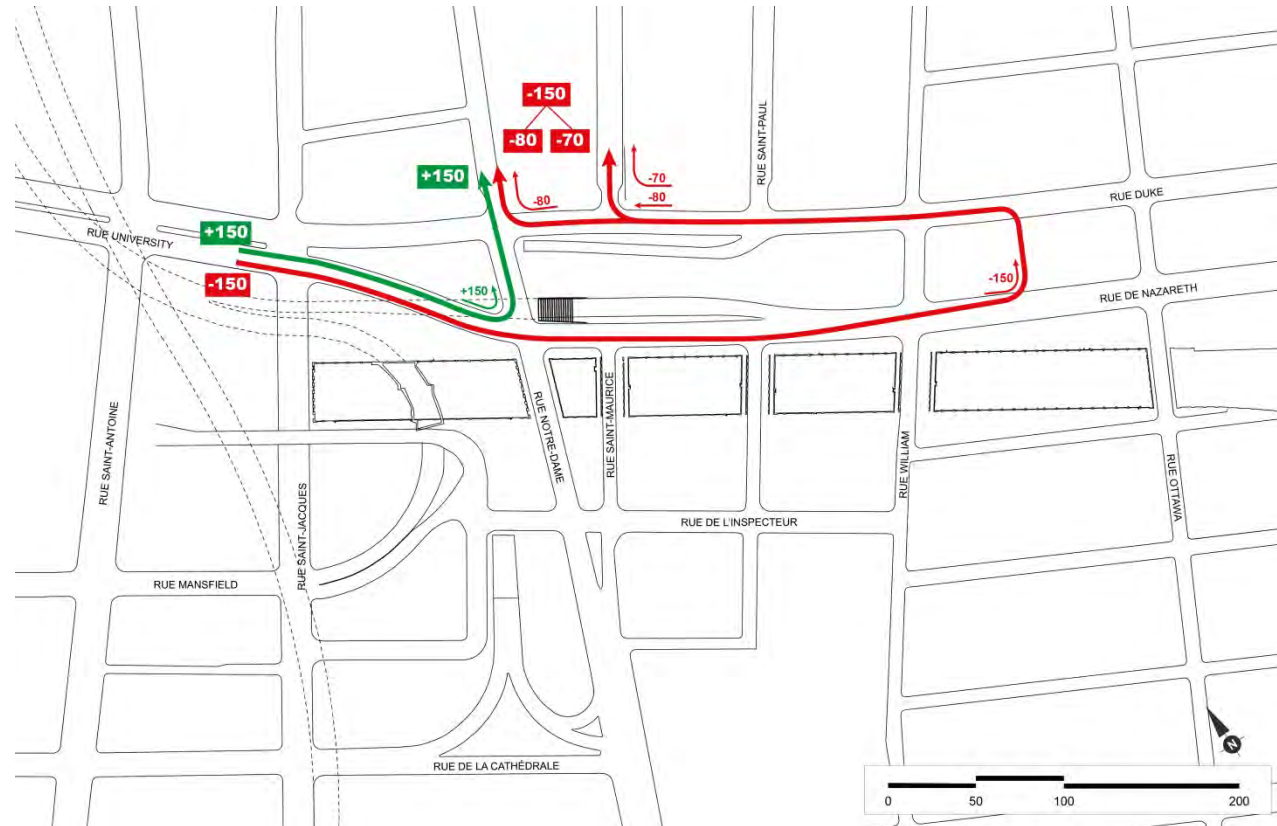 -150
-80
-70
+150
-70
-80
-80
RUE SAINT-PAUL
RUE DUKE
RUE UNIVERSITY
+150
-150
+150
-150
RUE DE NAZARETH
RUE SAINT-ANTOINE
RUE SAINT-JACQUES
RUE NOTRE-DAME
RUE SAINT-MAURICE
RUE WILLIAM
RUE OTTAWA
RUE DE L'INSPECTEUR
RUE MANSFIELD
RUE DE LA CATHÉDRALE
N
0
50
100
200